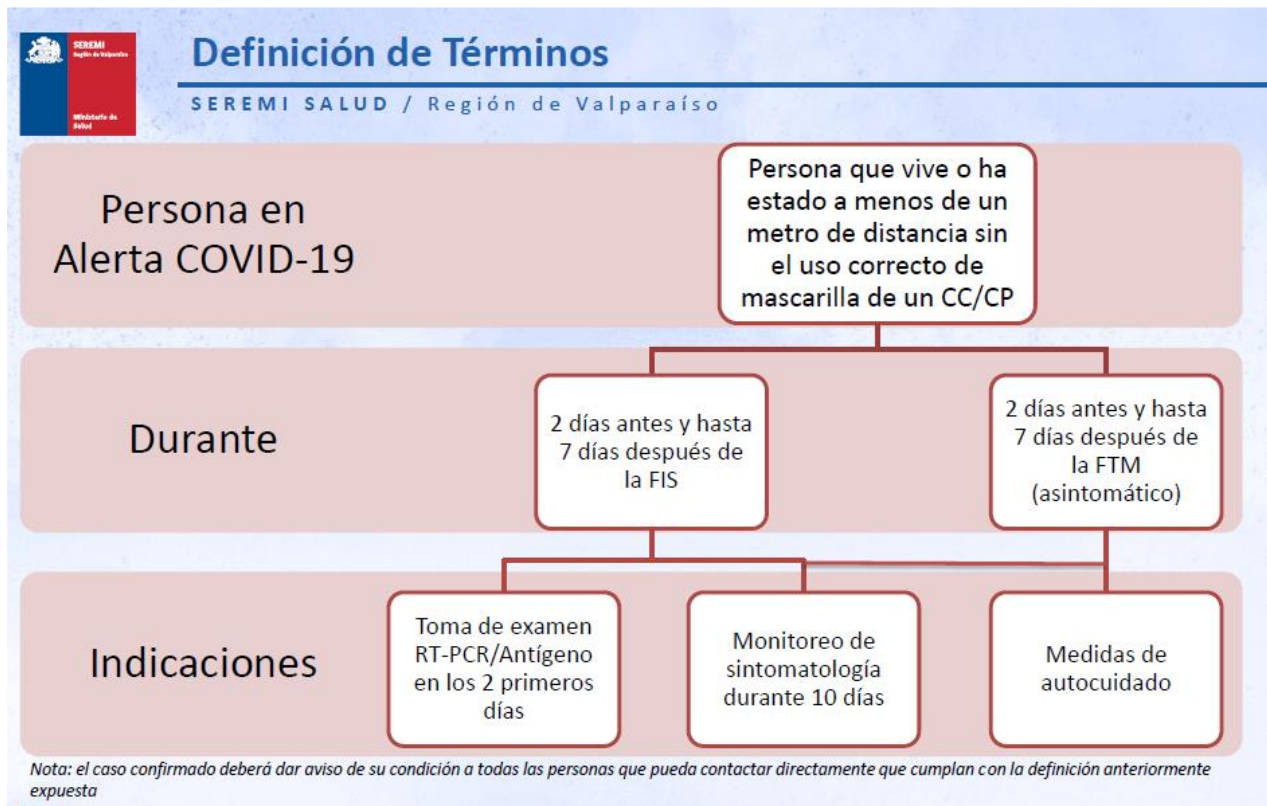 SEREMI
Región de Valparaíso
Ministerio de
Salud
Definición de Términos
SEREMI SALUD / Región de Valparaíso
Persona en
Alerta COVID-19
Persona que vive o ha
estado a menos de un
metro de distancia sin
el uso correcto de
mascarilla de un CC/CP
Durante
2 días antes y hasta
7 días después de
la FIS
2 días antes y hasta
7 días después de
la FTM
(asintomático)
Indicaciones
Toma de examen
RT-PCR/Antígeno
en los 2 primeros
días
Monitoreo de
sintomatología
durante 10 días
Medidas de
autocuidado
Nota: el caso confirmado deberá dar aviso de su condición a todas las personas que pueda contactar directamente que cumplan con la definición anteriormente
expuesta